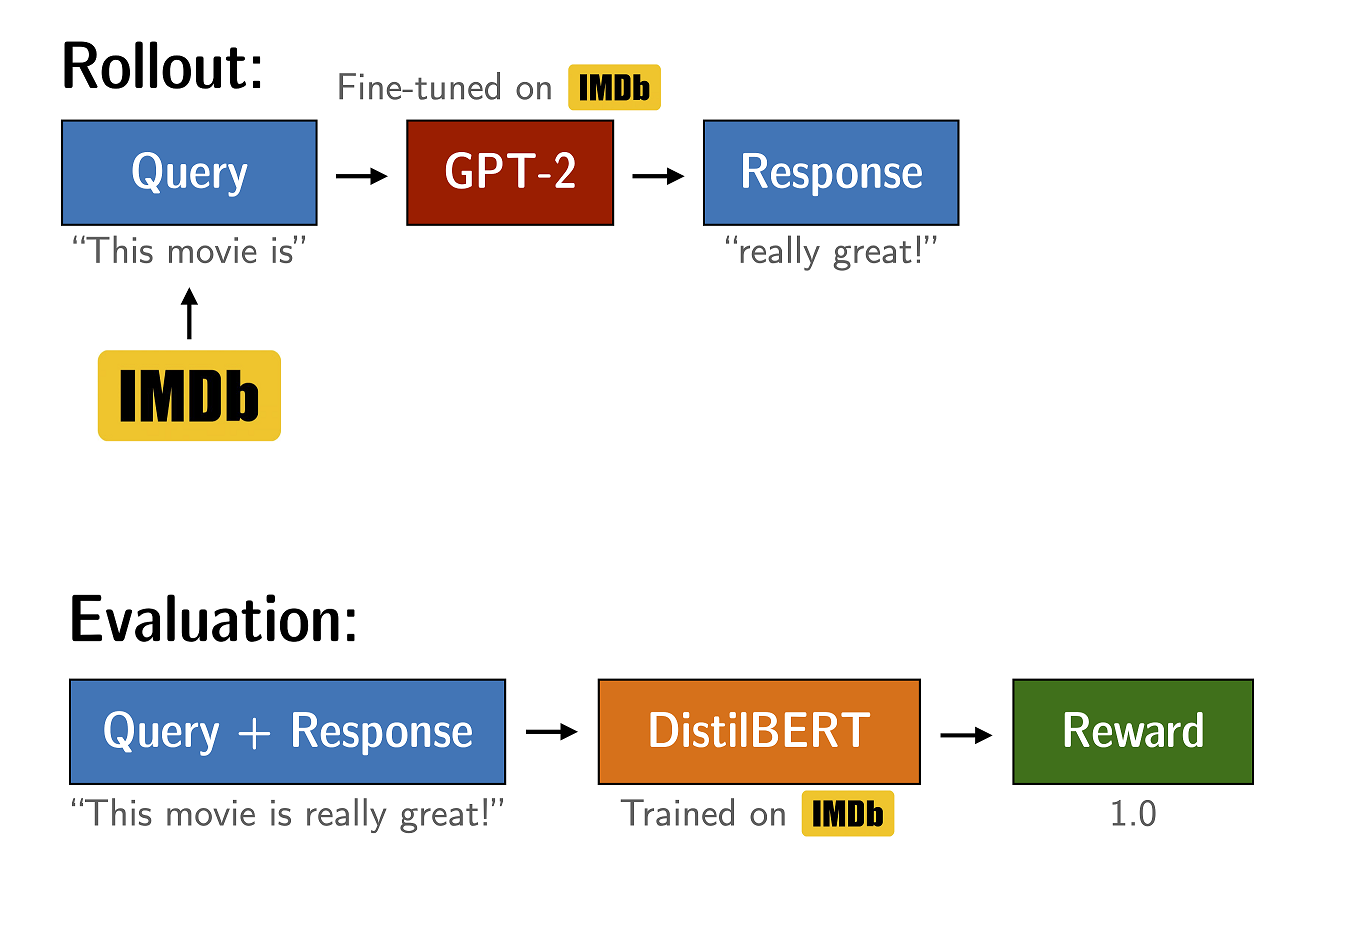 Rollout:
Fine-tuned on IMDb
Query
GPT-2
Response
“This movie is”
“really great!”
IMDb
Evaluation:
Query + Response
DistilBERT
Reward
“This movie is really great!”
Trained on IMDb
1.0